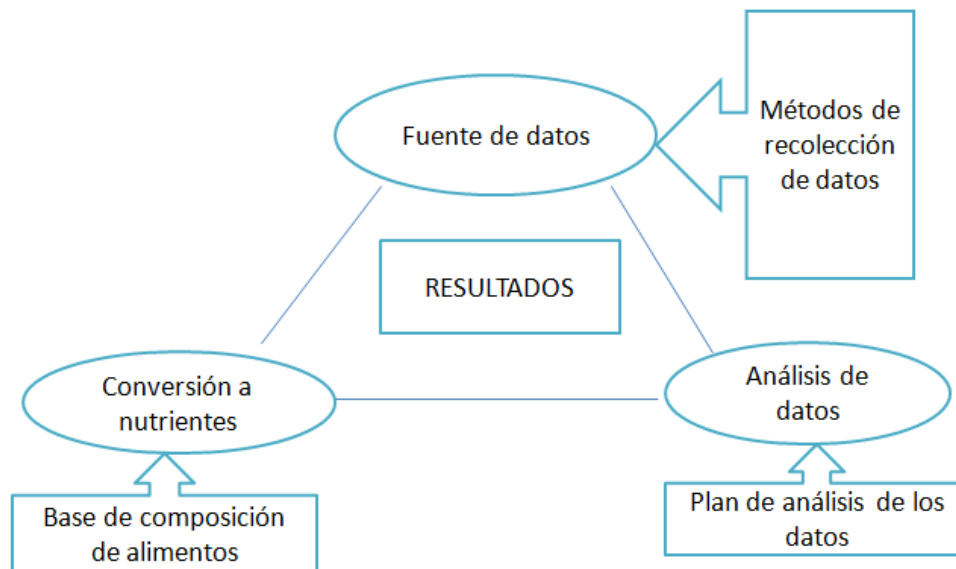 Fuente de datos
Métodos de
recolección
de datos
RESULTADOS
Conversión a
nutrientes
Análisis de
datos
Base de composición
de alimentos
Plan de análisis de los
datos